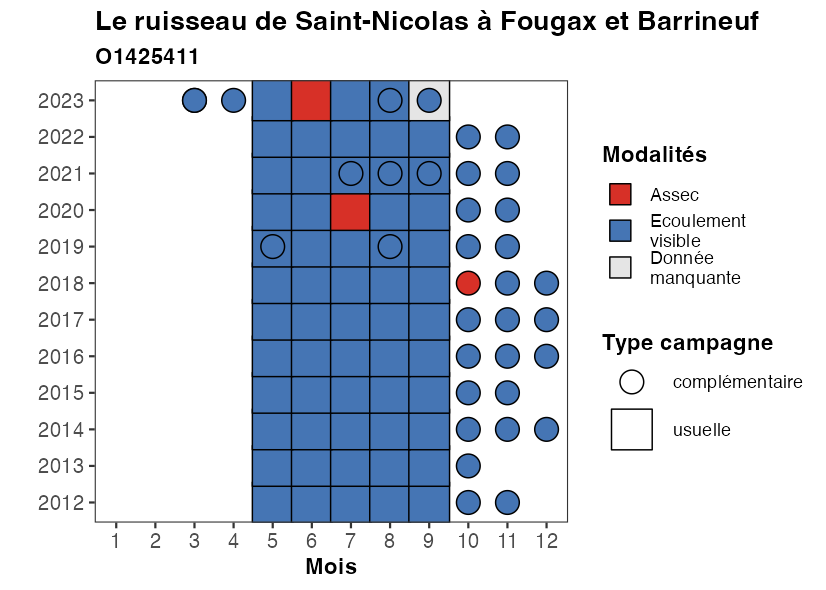 Le ruisseau de Saint-Nicolas à Fougax et Barrineuf
O1425411
2023
2022
2021
2020
2019
2018
2017
2016
2015
2014
2013
2012
1 2 3 4 5 6 7 8 9 10 11 12
Mois
Modalités
Assec
Ecoulement
visible
Donnée
manquante
Type campagne
complémentaire
usuelle